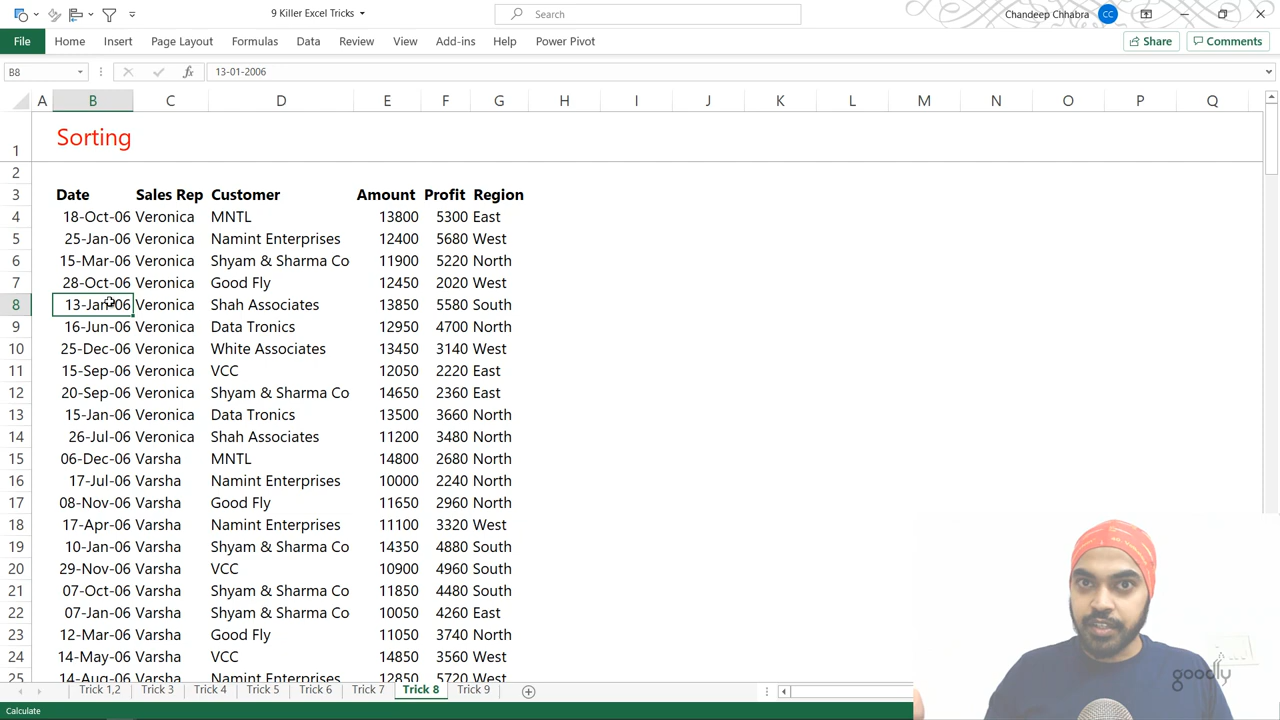 9 Killer Excel Tricks
Search
Chandeep Chhabra CC
File Home Insert Page Layout Formulas Data Review View Add-ins Help Power Pivot Share Comments
B8 fx 13-01-2006
A B C D E F G H I J K L M N O P Q
1 Sorting
2
3 Date Sales Rep Customer Amount Profit Region
4 18-Oct-06 Veronica MNTL 13800 5300 East
5 25-Jan-06 Veronica Namint Enterprises 12400 5680 West
6 15-Mar-06 Veronica Shyam & Sharma Co 11900 5220 North
7 28-Oct-06 Veronica Good Fly 12450 2020 West
8 13-Jan-06 Veronica Shah Associates 13850 5580 South
9 16-Jun-06 Veronica Data Tronics 12950 4700 North
10 25-Dec-06 Veronica White Associates 13450 3140 West
11 15-Sep-06 Veronica VCC 12050 2220 East
12 20-Sep-06 Veronica Shyam & Sharma Co 14650 2360 East
13 15-Jan-06 Veronica Data Tronics 13500 3660 North
14 26-Jul-06 Veronica Shah Associates 11200 3480 North
15 06-Dec-06 Varsha MNTL 14800 2680 North
16 17-Jul-06 Varsha Namint Enterprises 10000 2240 North
17 08-Nov-06 Varsha Good Fly 11650 2960 North
18 17-Apr-06 Varsha Namint Enterprises 11100 3320 West
19 10-Jan-06 Varsha Shyam & Sharma Co 14350 4880 South
20 29-Nov-06 Varsha VCC 10900 4960 South
21 07-Oct-06 Varsha Shyam & Sharma Co 11850 4480 South
22 07-Jan-06 Varsha Shyam & Sharma Co 10050 4260 East
23 12-Mar-06 Varsha Good Fly 11050 3740 North
24 14-May-06 Varsha VCC 14850 3560 West
25 14-Aug-06 Varsha Namint Enterprises 12850 5720 West
goodly
Trick 1,2 Trick 3 Trick 4 Trick 5 Trick 6 Trick 7 Trick 8 Trick 9
Calculate